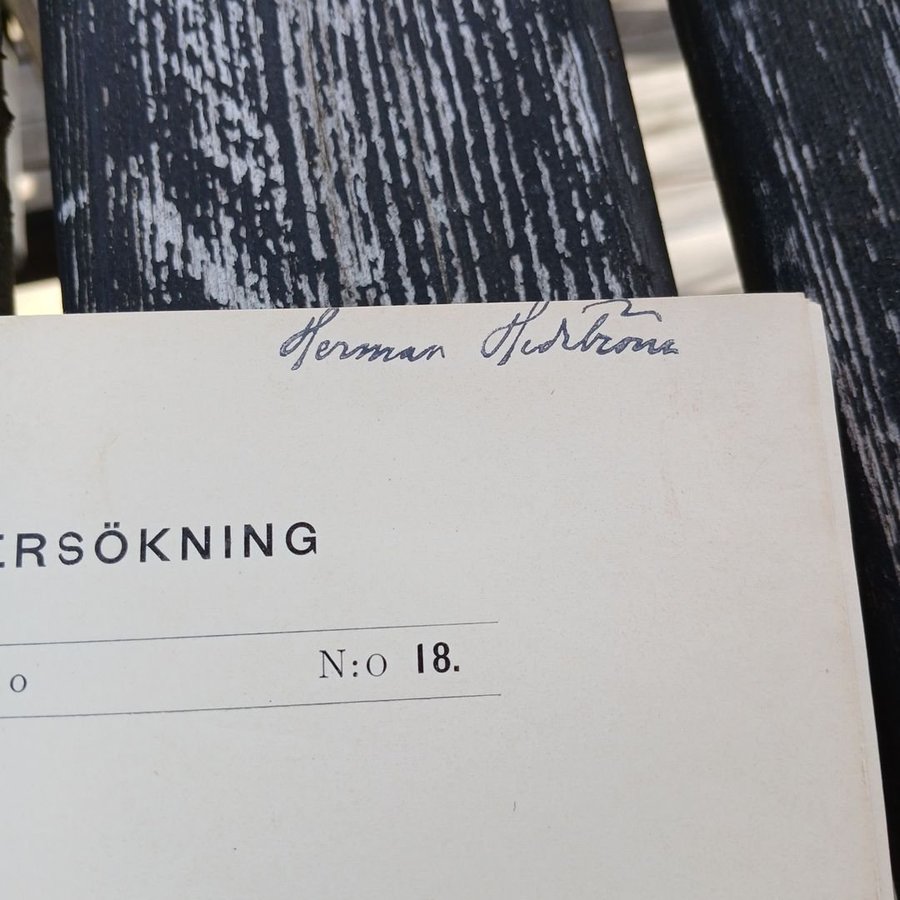 Herman Hedström
ERSÖKNING
o N:o 18.